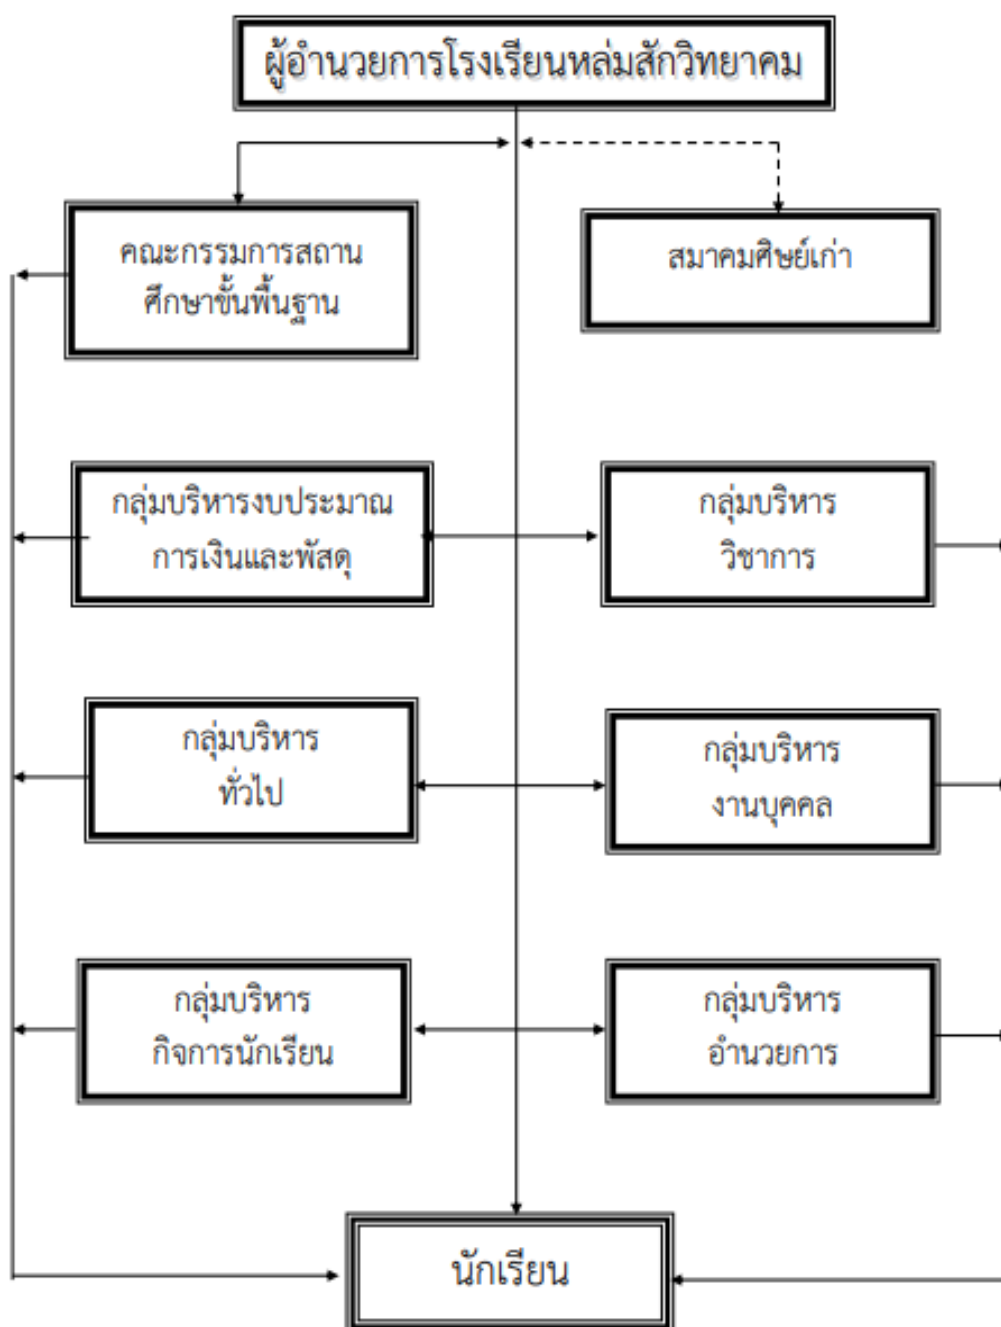 ผู้อำนวยการโรงเรียนหล่มสักวิทยาคม
คณะกรรมการสถาน
ศึกษาขั้นพื้นฐาน
สมาคมศิษย์เก่า
กลุ่มบริหารงบประมาณ
การเงินและพัสดุ
กลุ่มบริหาร
วิชาการ
กลุ่มบริหาร
ทั่วไป
กลุ่มบริหาร
งานบุคคล
กลุ่มบริหาร
กิจการนักเรียน
กลุ่มบริหาร
อำนวยการ
นักเรียน